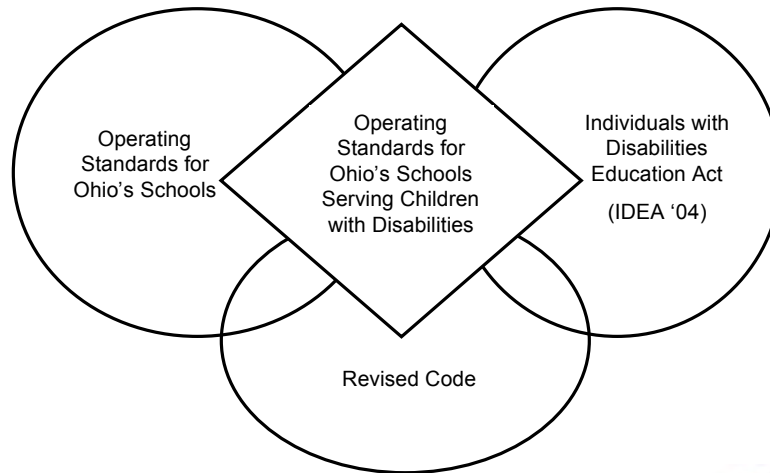 Operating
Standards for
Ohio’s Schools
Operating
Standards for
Ohio’s Schools
Serving Children
with Disabilities
Individuals with
Disabilities
Education Act
(IDEA ‘04)
Revised Code